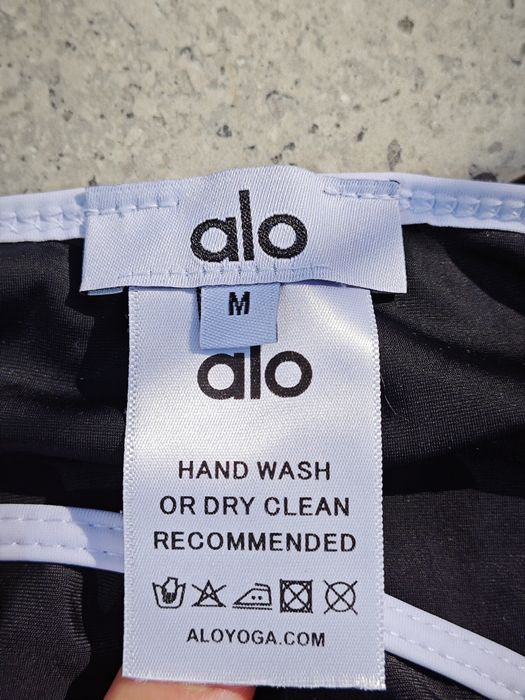 alo
M
alo
HAND WASH
OR DRY CLEAN
RECOMMENDED
ALOYOGA.COM